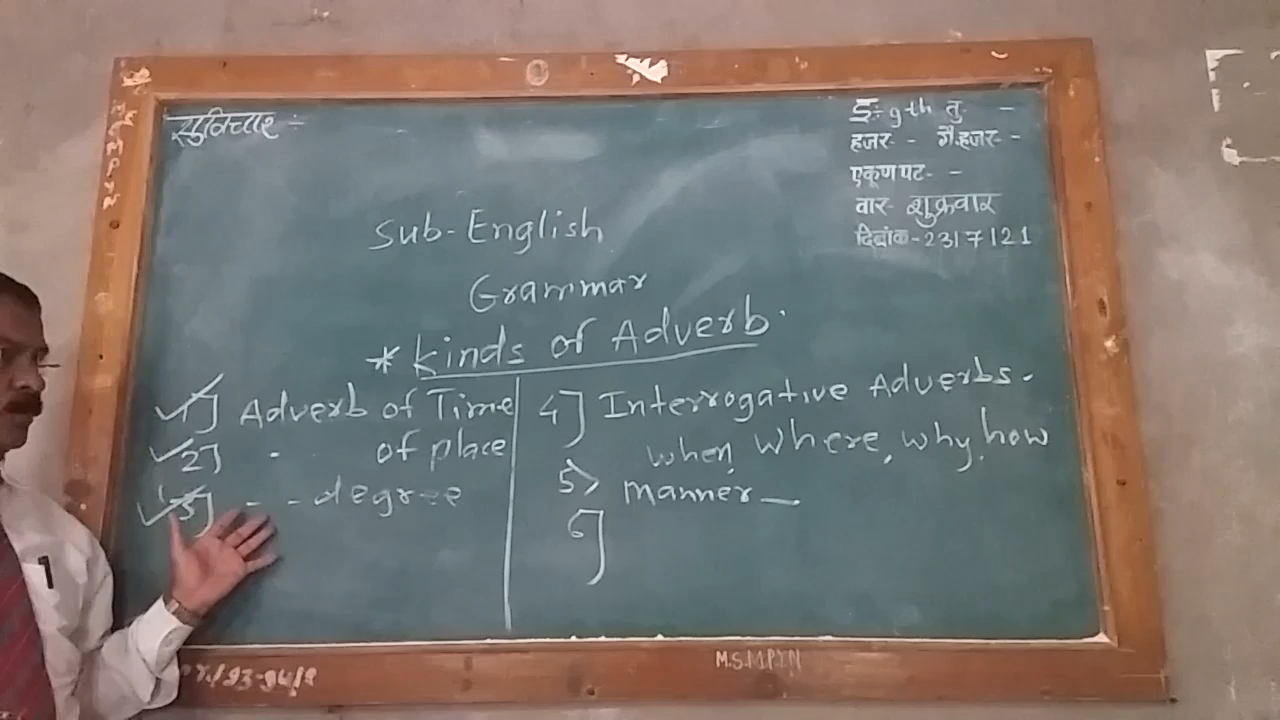 सुविचार :-
इ:- 9th तु. -
हजर- - गै.हजर- -
एकूण पट- -
वार- शुक्रवार
दिनांक-23/7/21
Sub-English
Grammar
* Kinds of Adverb.
1] Adverb of Time
2] - of place
3] - - degree
4] Interrogative Adverbs.
when, Where, why, how
5> manner —
6]
M.S.M.P.Y.N